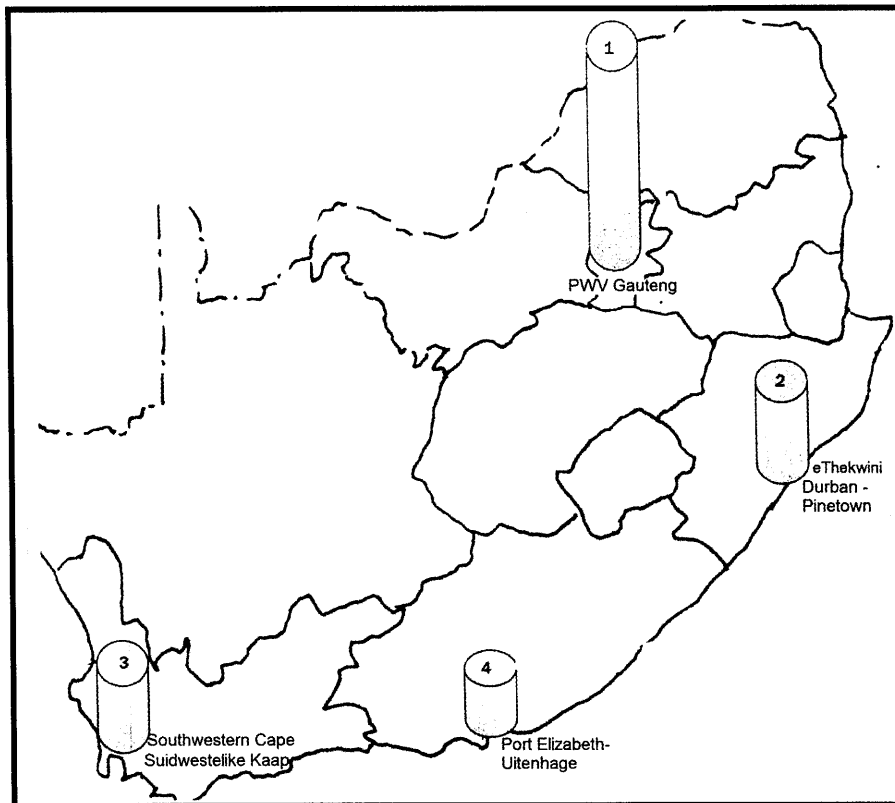 1
PWV Gauteng
2
eThekwini
Durban -
Pinetown
3
Southwestern Cape
Suidwestelike Kaap
4
Port Elizabeth-
Uitenhage